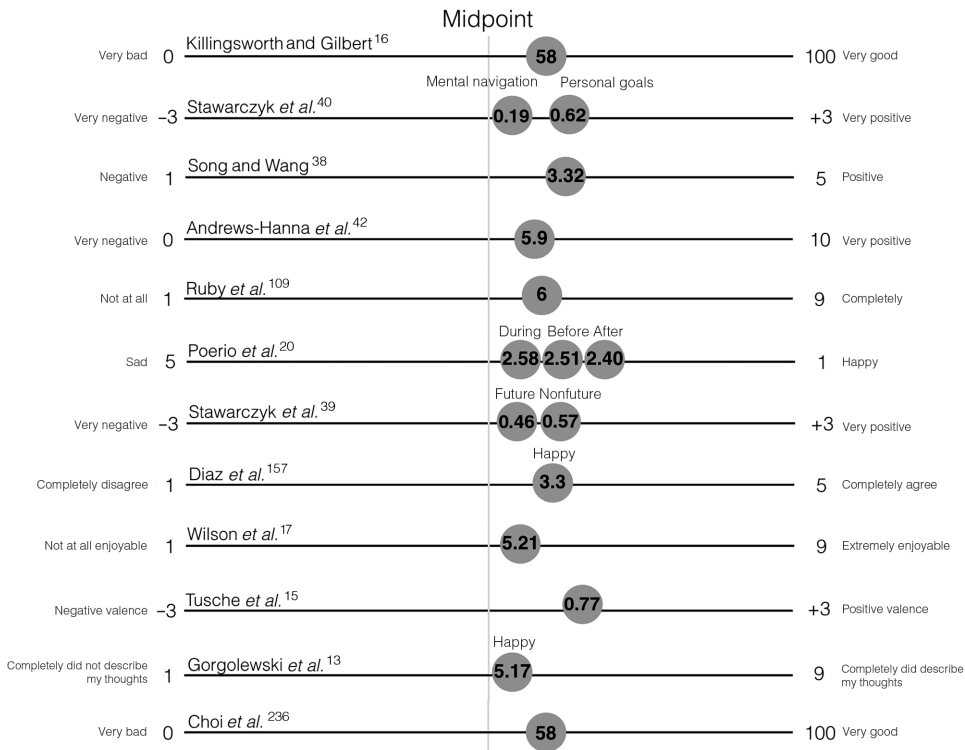 Midpoint
Very bad 0 Killingsworth and Gilbert16 58 100 Very good
Mental navigation Personal goals
Very negative –3 Stawarczyk et al.40 0.19 0.62 +3 Very positive
Negative 1 Song and Wang38 3.32 5 Positive
Very negative 0 Andrews-Hanna et al.42 5.9 10 Very positive
Not at all 1 Ruby et al.109 6 9 Completely
During Before After
Sad 5 Poerio et al.20 2.58 2.51 2.40 1 Happy
Future Nonfuture
Very negative –3 Stawarczyk et al.39 0.46 0.57 +3 Very positive
Happy
Completely disagree 1 Diaz et al.157 3.3 5 Completely agree
Not at all enjoyable 1 Wilson et al.17 5.21 9 Extremely enjoyable
Negative valence –3 Tusche et al.15 0.77 +3 Positive valence
Happy
Completely did not describe
my thoughts 1 Gorgolewski et al.13 5.17 9 Completely did describe
my thoughts
Very bad 0 Choi et al.236 58 100 Very good